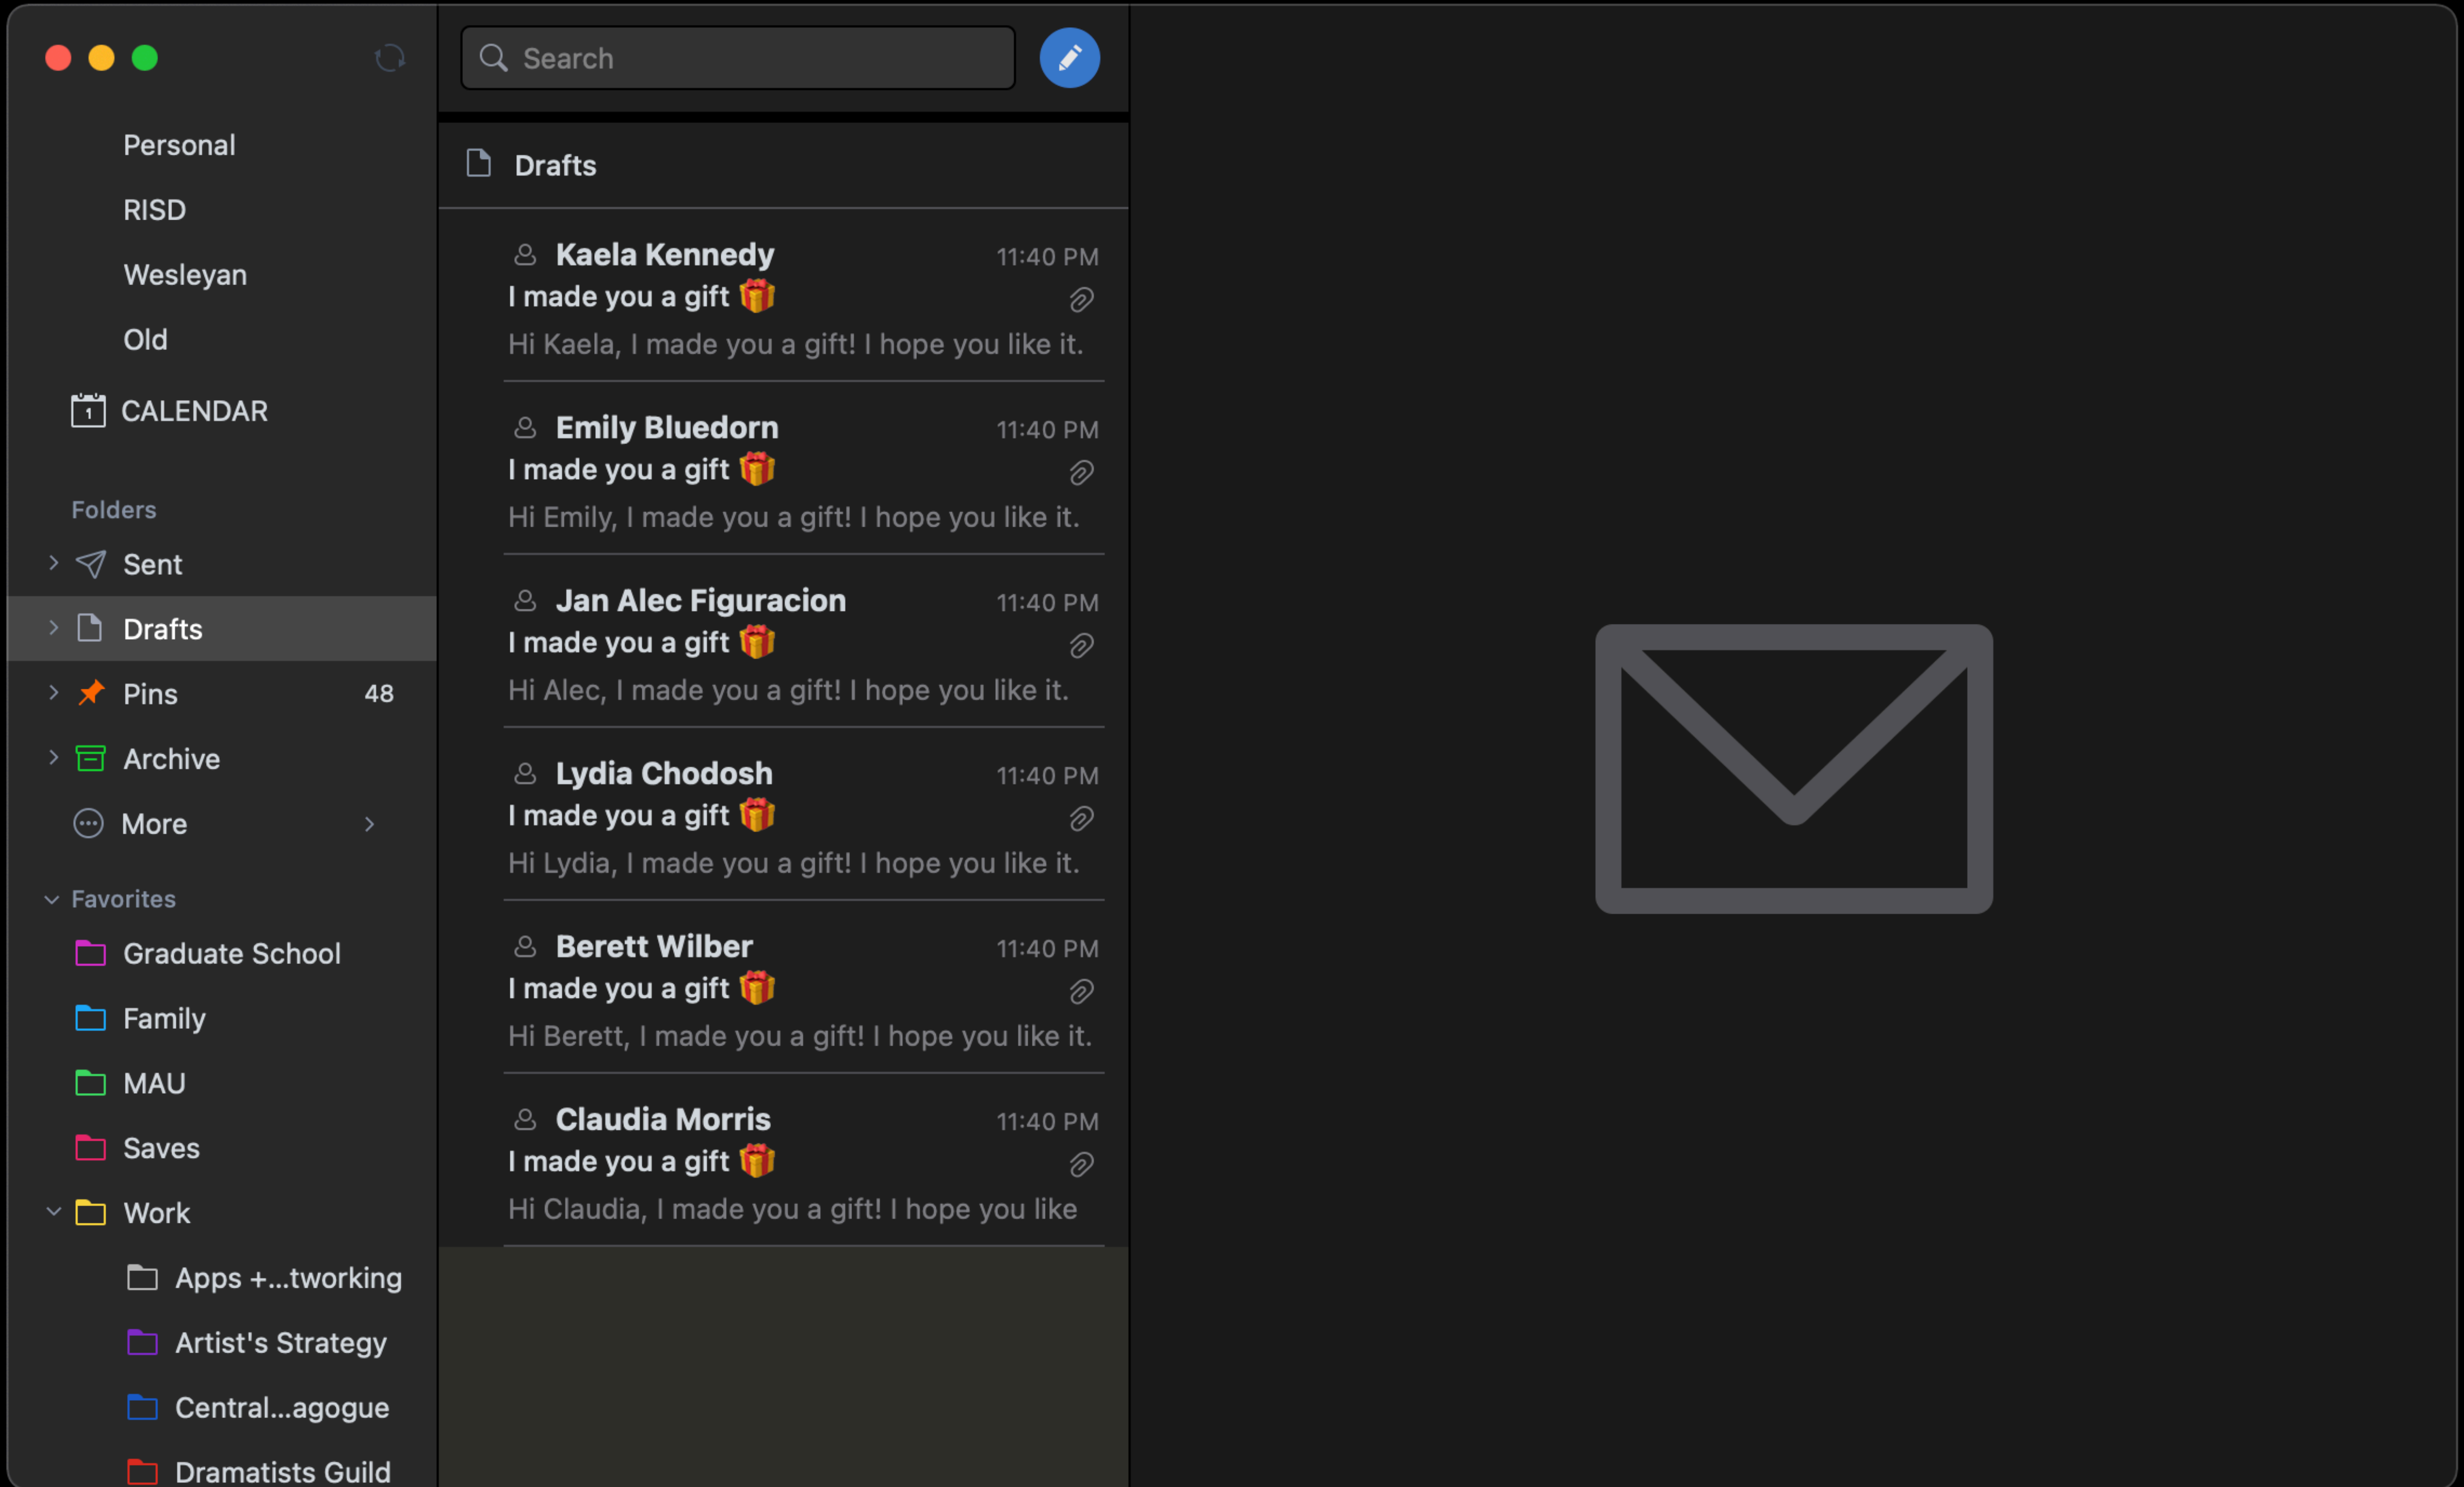 Personal
RISD
Wesleyan
Old
1 CALENDAR
Folders
Sent
Drafts
Pins 48
Archive
More
Favorites
Graduate School
Family
MAU
Saves
Work
Apps +...tworking
Artist's Strategy
Central...agogue
Dramatists Guild
Search
Drafts
Kaela Kennedy 11:40 PM
I made you a gift 🎁
Hi Kaela, I made you a gift! I hope you like it.
Emily Bluedorn 11:40 PM
I made you a gift 🎁
Hi Emily, I made you a gift! I hope you like it.
Jan Alec Figuracion 11:40 PM
I made you a gift 🎁
Hi Alec, I made you a gift! I hope you like it.
Lydia Chodosh 11:40 PM
I made you a gift 🎁
Hi Lydia, I made you a gift! I hope you like it.
Berett Wilber 11:40 PM
I made you a gift 🎁
Hi Berett, I made you a gift! I hope you like it.
Claudia Morris 11:40 PM
I made you a gift 🎁
Hi Claudia, I made you a gift! I hope you like